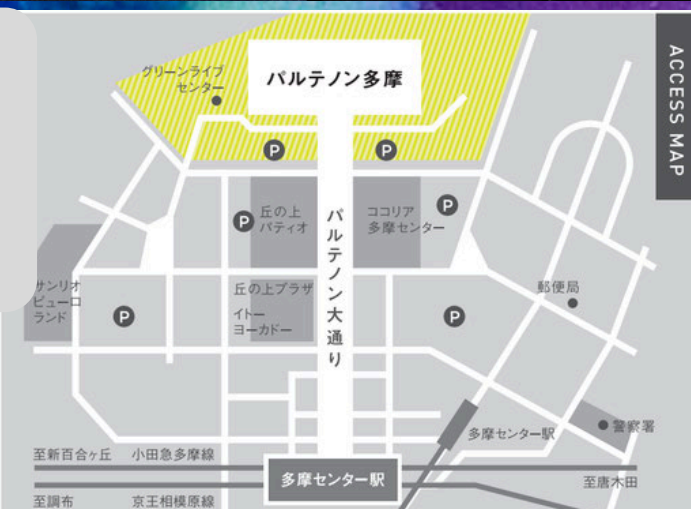 ACCESS MAP
グリーンライブ
センター
パルテノン多摩
P
P
P
P
丘の上
パティオ
ココリア
多摩センター
パルテノン大通り
サンリオ
ピューロ
ランド
P
丘の上プラザ
イトー
ヨーカドー
P
郵便局
多摩センター駅
警察署
至新百合ヶ丘
小田急多摩線
多摩センター駅
至唐木田
至調布
京王相模原線